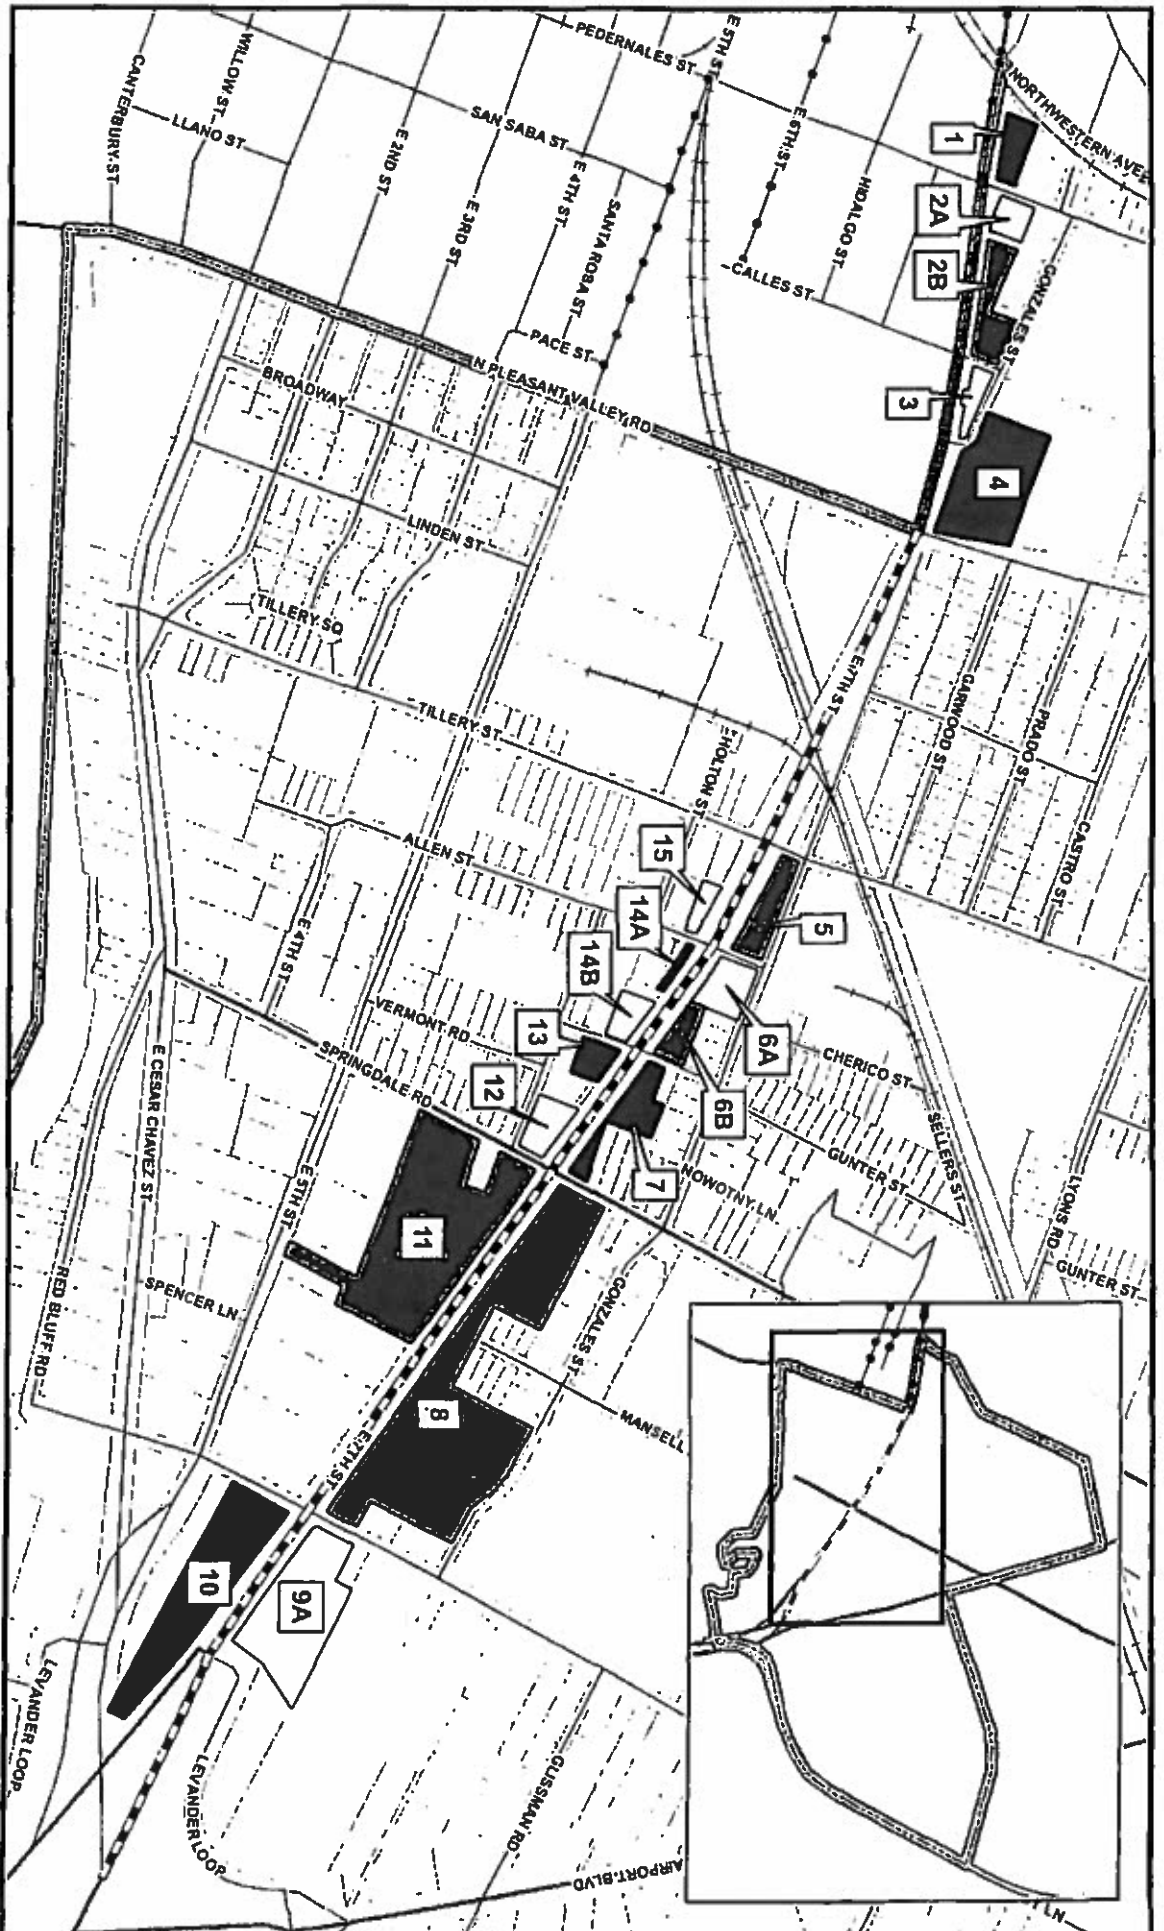 NORTHWESTERN AVE
PEDERNALES ST
E 5TH ST
E 6TH ST
HIDALGO ST
SAN SABA ST
WILLOW ST
CANTERBURY ST
LLANO ST
E 2ND ST
E 3RD ST
E 4TH ST
SANTA ROSA ST
PACE ST
CALLES ST
GONZALES ST
1
2A
2B
3
4
N PLEASANT VALLEY RD
BROADWAY
LINDEN ST
TILLERY SQ
TILLERY ST
HOLTON ST
E 7TH ST
GARWOOD ST
PRADO ST
CASTRO ST
ALLEN ST
E 4TH ST
15
14A
14B
13
12
5
6A
6B
7
CHERICO ST
SELLERS ST
LYONS RD
GUNTER ST
GUNTER ST
NOWOTNY LN
VERMONT RD
SPRINGDALE RD
E CESAR CHAVEZ ST
E 5TH ST
SPENCER LN
RED BLUFF RD
11
8
GONZALES ST
MANSELL
E 7TH ST
10
9A
LEVANDER LOOP
LEVANDER LOOP
GLISSMAN RD
AIRPORT BLVD
LN